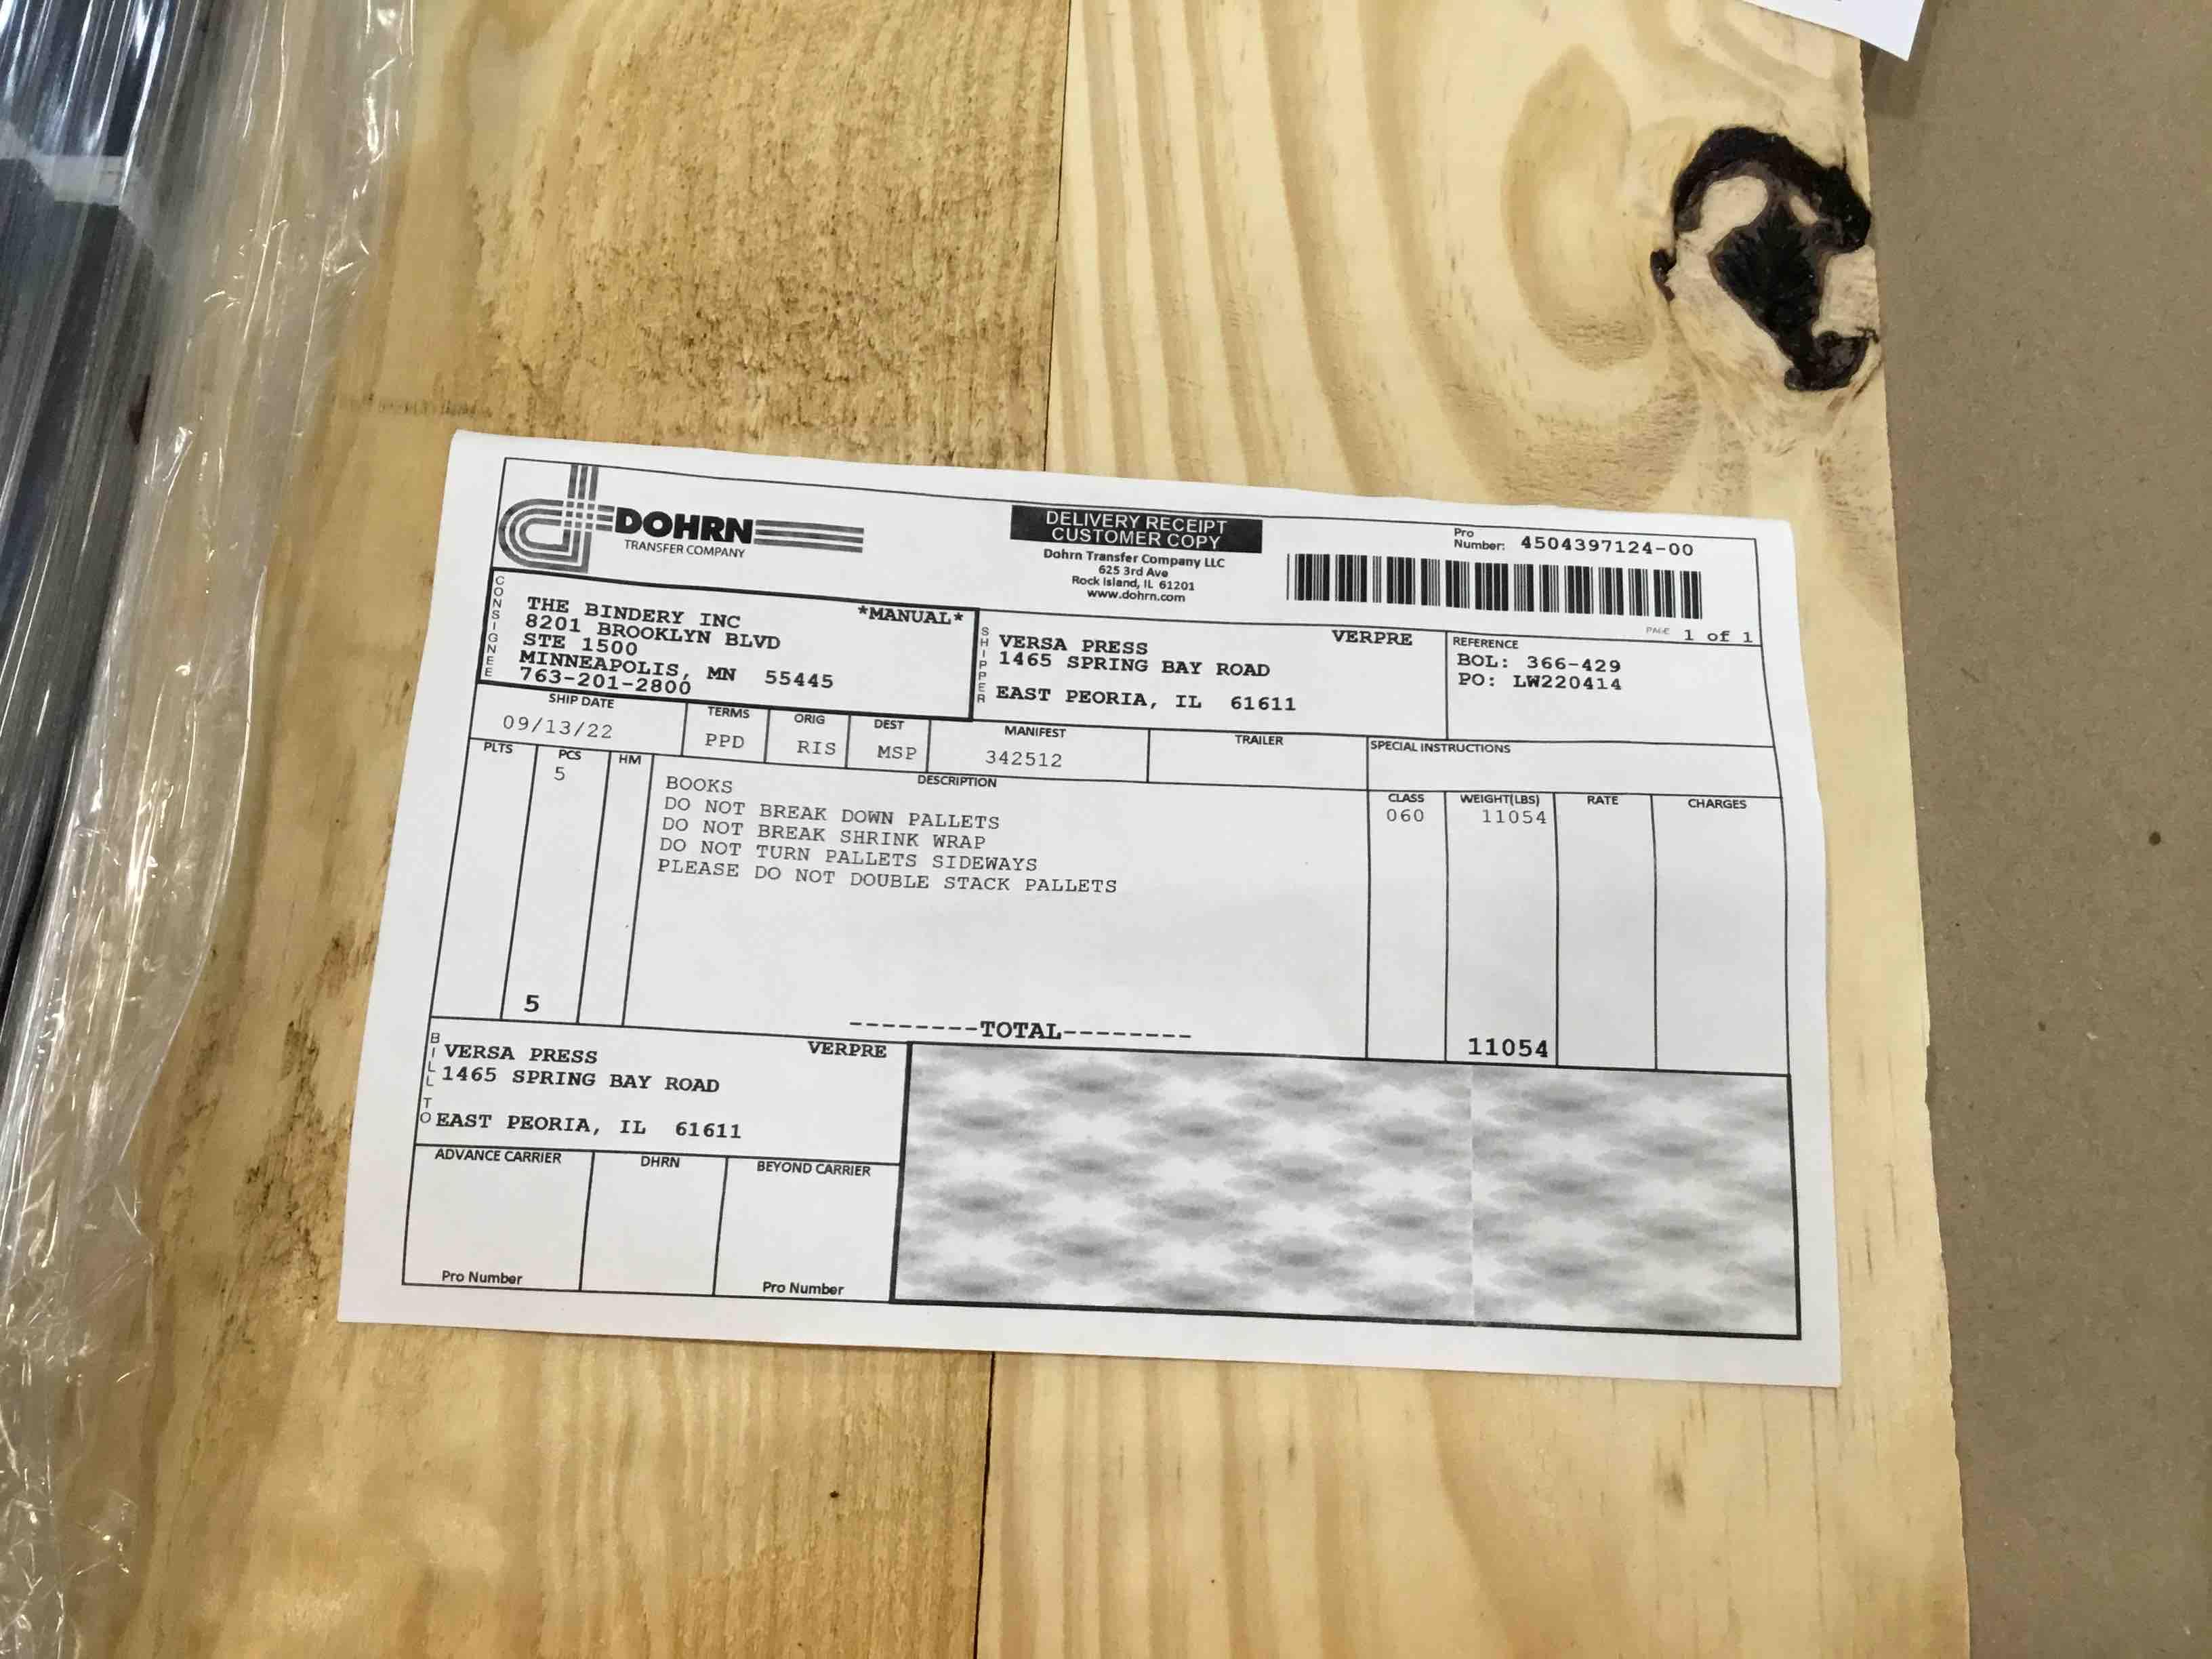 DOHRN
TRANSFER COMPANY
DELIVERY RECEIPT
CUSTOMER COPY
Dohrn Transfer Company LLC
625 3rd Ave
Rock Island, IL 61201
www.dohrn.com
Pro
Number: 4504397124-00
PAGE 1 of 1
CONSIGNEE
THE BINDERY INC *MANUAL*
8201 BROOKLYN BLVD
STE 1500
MINNEAPOLIS, MN 55445
763-201-2800
SHIPPER
VERSA PRESS VERPRE
1465 SPRING BAY ROAD
EAST PEORIA, IL 61611
REFERENCE
BOL: 366-429
PO: LW220414
SHIP DATE TERMS ORIG DEST MANIFEST TRAILER SPECIAL INSTRUCTIONS
09/13/22 PPD RIS MSP 342512
PLTS PCS HM DESCRIPTION CLASS WEIGHT(LBS) RATE CHARGES
5 BOOKS 060 11054
DO NOT BREAK DOWN PALLETS
DO NOT BREAK SHRINK WRAP
DO NOT TURN PALLETS SIDEWAYS
PLEASE DO NOT DOUBLE STACK PALLETS
5 --------TOTAL-------- 11054
BILL TO
VERSA PRESS VERPRE
1465 SPRING BAY ROAD
EAST PEORIA, IL 61611
ADVANCE CARRIER DHRN BEYOND CARRIER
Pro Number Pro Number